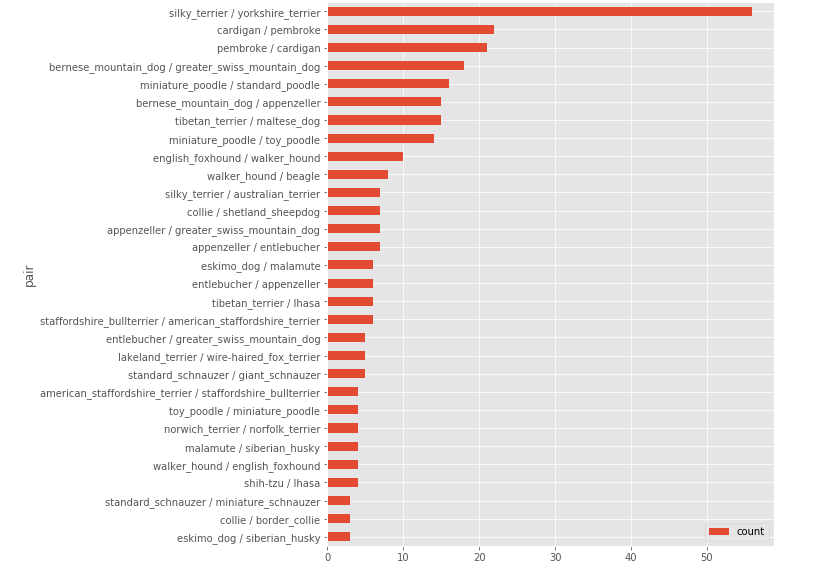 silky_terrier / yorkshire_terrier
cardigan / pembroke
pembroke / cardigan
bernese_mountain_dog / greater_swiss_mountain_dog
miniature_poodle / standard_poodle
bernese_mountain_dog / appenzeller
tibetan_terrier / maltese_dog
miniature_poodle / toy_poodle
english_foxhound / walker_hound
walker_hound / beagle
silky_terrier / australian_terrier
collie / shetland_sheepdog
appenzeller / greater_swiss_mountain_dog
appenzeller / entlebucher
eskimo_dog / malamute
entlebucher / appenzeller
tibetan_terrier / lhasa
staffordshire_bullterrier / american_staffordshire_terrier
entlebucher / greater_swiss_mountain_dog
lakeland_terrier / wire-haired_fox_terrier
standard_schnauzer / giant_schnauzer
american_staffordshire_terrier / staffordshire_bullterrier
toy_poodle / miniature_poodle
norwich_terrier / norfolk_terrier
malamute / siberian_husky
walker_hound / english_foxhound
shih-tzu / lhasa
standard_schnauzer / miniature_schnauzer
collie / border_collie
eskimo_dog / siberian_husky
pair
count
0 10 20 30 40 50